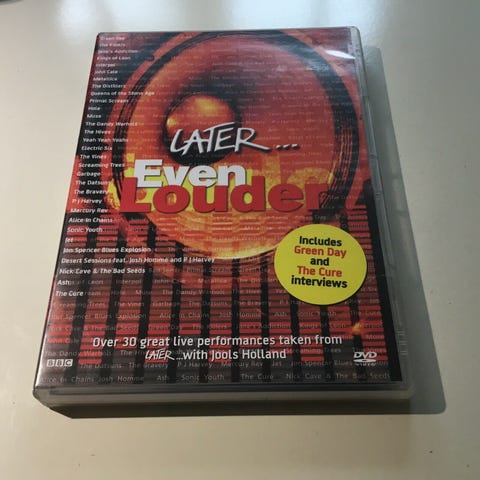 Green Day
The Killers
Jane's Addiction
Kings of Leon
Interpol
John Cale
Metallica
The Distillers
Queens of the Stone Age
Primal Scream
Hole
Muse
The Dandy Warhols
The Hives
Yeah Yeah Yeahs
Electric Six
The Vines
Screaming Trees
Garbage
The Datsuns
The Bravery
P J Harvey
Mercury Rev
Alice In Chains
Sonic Youth
Jet
Jon Spencer Blues Explosion
Desert Sessions feat. Josh Homme and P J Harvey
Nick Cave & The Bad Seeds
Ash
The Cure
LATER...
Even
Louder
Includes
Green Day
and
The Cure
interviews
Over 30 great live performances taken from
LATER... with Jools Holland
BBC
DVD
VIDEO